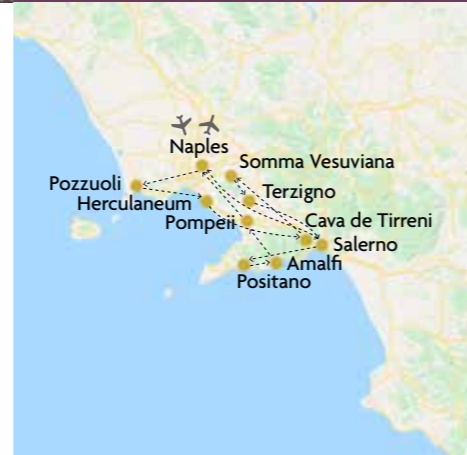 Naples
Somma Vesuviana
Pozzuoli
Terzigno
Herculaneum
Pompeii
Cava de Tirreni
Salerno
Amalfi
Positano